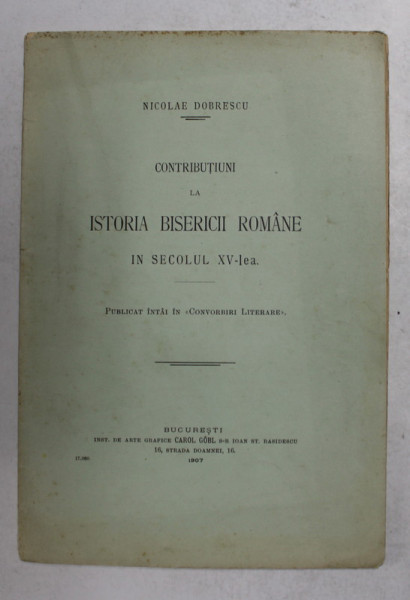 NICOLAE DOBRESCU
CONTRIBUȚIUNI
LA
ISTORIA BISERICII ROMÂNE
IN SECOLUL XV-lea.
PUBLICAT ÎNTĂI ÎN «CONVORBIRI LITERARE».
BUCUREȘTI
INST. DE ARTE GRAFICE CAROL GÖBL S-R IOAN ST. RASIDESCU
16, STRADA DOAMNEI, 16.
1907